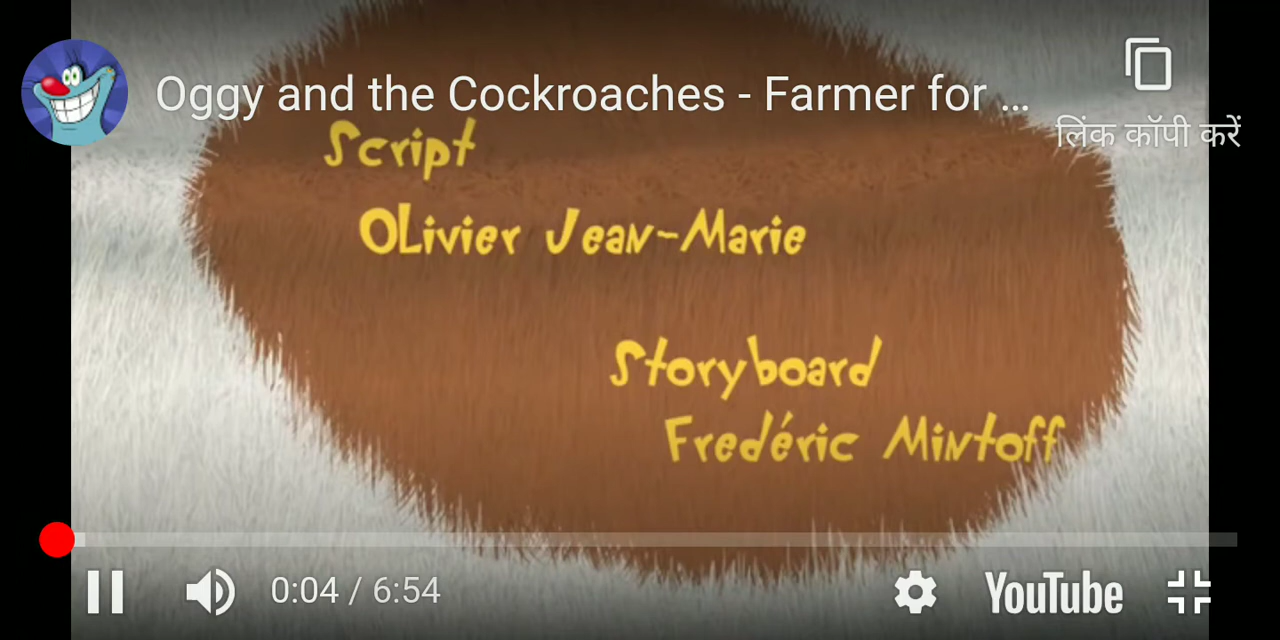 Oggy and the Cockroaches - Farmer for ...
लिंक कॉपी करें
Script
Olivier Jean-Marie
Storyboard
Fredéric Mintoff
0:04 / 6:54
YouTube